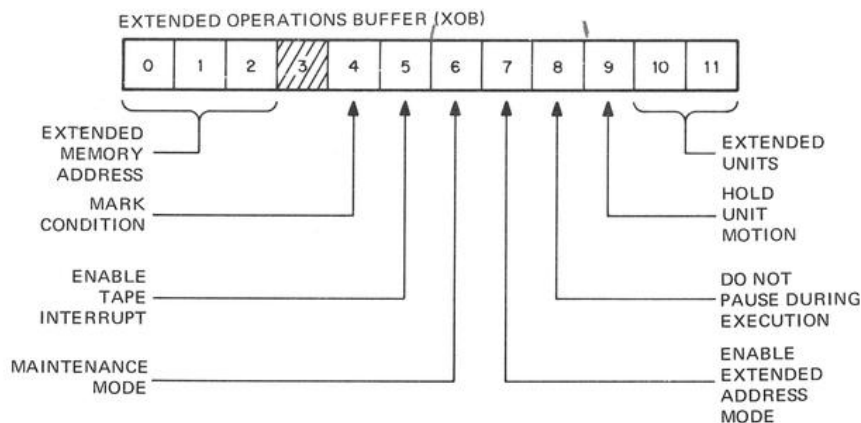 EXTENDED OPERATIONS BUFFER (XOB)
0 1 2 3 4 5 6 7 8 9 10 11
EXTENDED
MEMORY
ADDRESS
MARK
CONDITION
ENABLE
TAPE
INTERRUPT
MAINTENANCE
MODE
EXTENDED
UNITS
HOLD
UNIT
MOTION
DO NOT
PAUSE DURING
EXECUTION
ENABLE
EXTENDED
ADDRESS
MODE